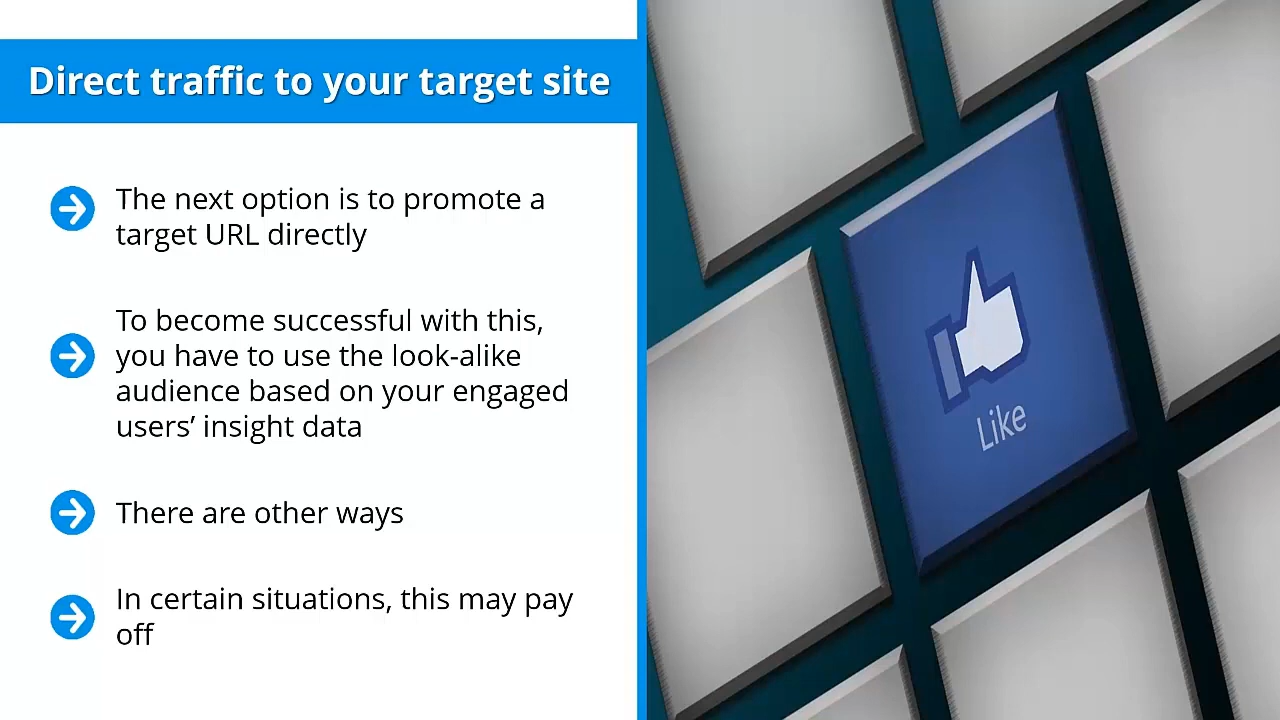 Direct traffic to your target site
The next option is to promote a
target URL directly
To become successful with this,
you have to use the look-alike
audience based on your engaged
users’ insight data
There are other ways
In certain situations, this may pay
off
Like